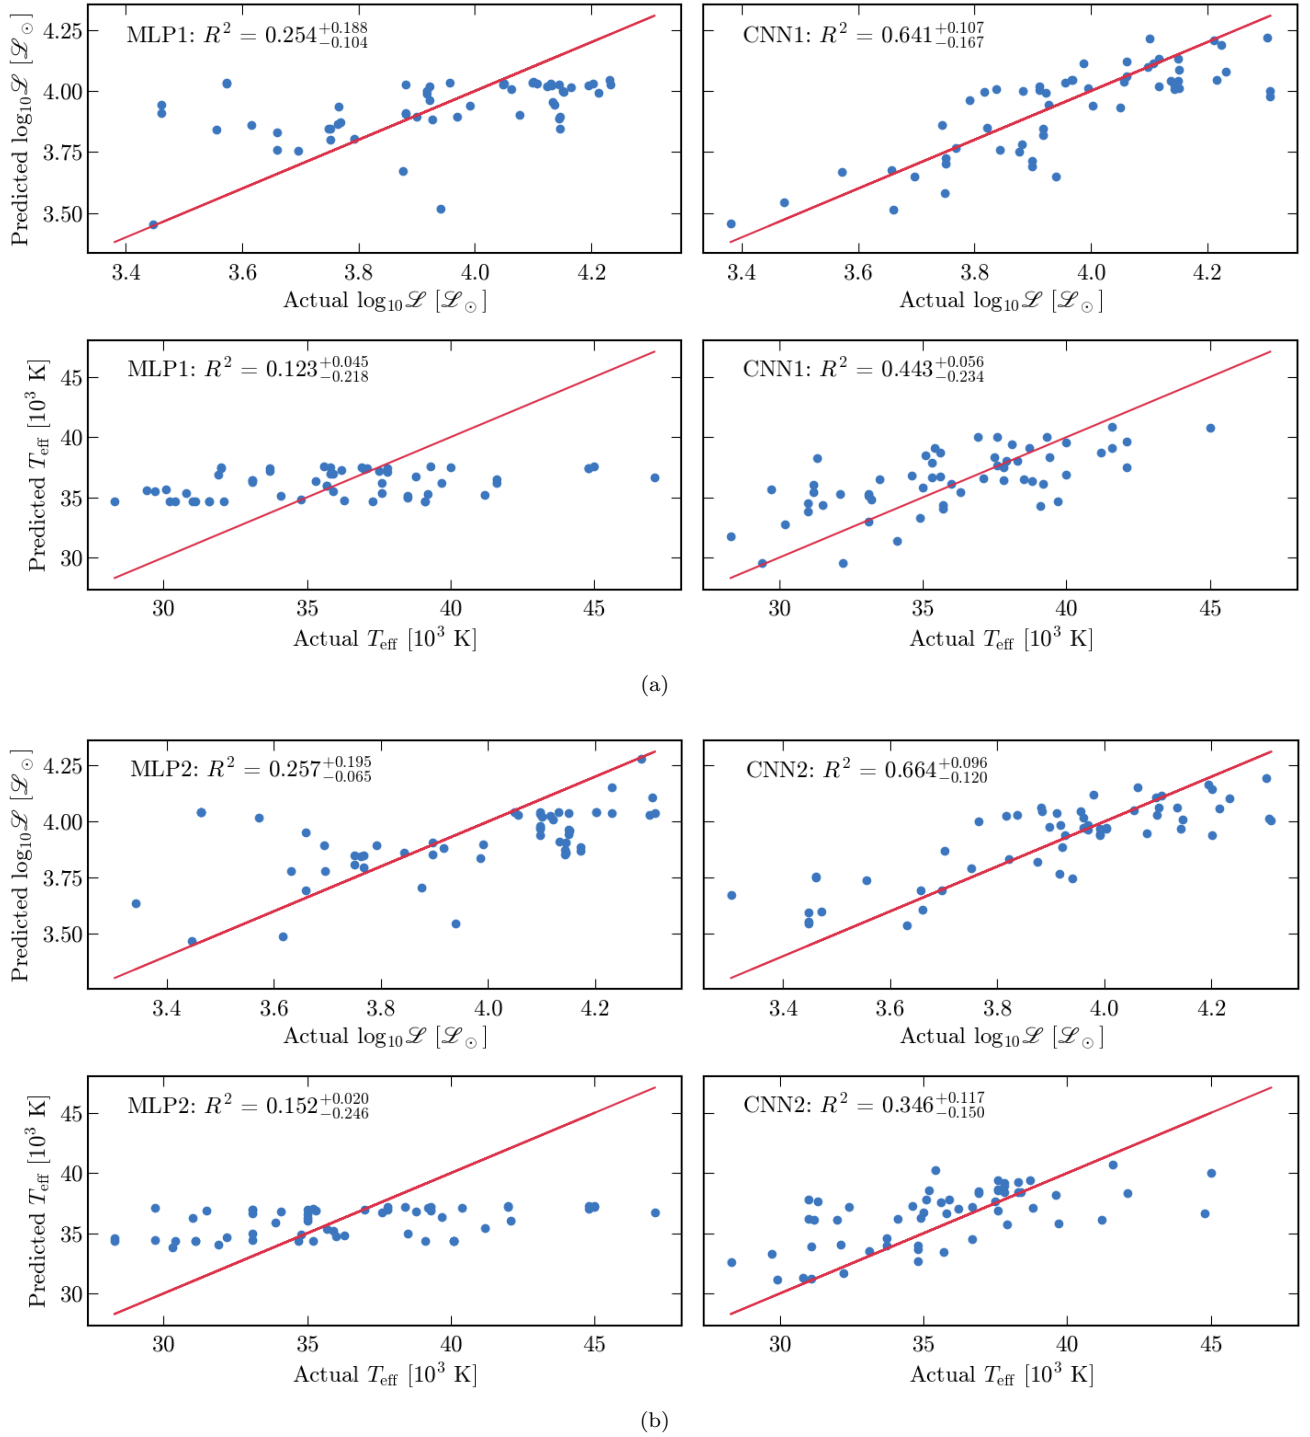 MLP1: R² = 0.254 +0.188 −0.104
Predicted log₁₀ℒ [ℒ☉]
4.25
4.00
3.75
3.50
3.4 3.6 3.8 4.0 4.2
Actual log₁₀ℒ [ℒ☉]
CNN1: R² = 0.641 +0.107 −0.167
3.4 3.6 3.8 4.0 4.2
Actual log₁₀ℒ [ℒ☉]
MLP1: R² = 0.123 +0.045 −0.218
Predicted T_eff [10³ K]
45
40
35
30
30 35 40 45
Actual T_eff [10³ K]
CNN1: R² = 0.443 +0.056 −0.234
30 35 40 45
Actual T_eff [10³ K]
(a)
MLP2: R² = 0.257 +0.195 −0.065
Predicted log₁₀ℒ [ℒ☉]
4.25
4.00
3.75
3.50
3.4 3.6 3.8 4.0 4.2
Actual log₁₀ℒ [ℒ☉]
CNN2: R² = 0.664 +0.096 −0.120
3.4 3.6 3.8 4.0 4.2
Actual log₁₀ℒ [ℒ☉]
MLP2: R² = 0.152 +0.020 −0.246
Predicted T_eff [10³ K]
45
40
35
30
30 35 40 45
Actual T_eff [10³ K]
CNN2: R² = 0.346 +0.117 −0.150
30 35 40 45
Actual T_eff [10³ K]
(b)